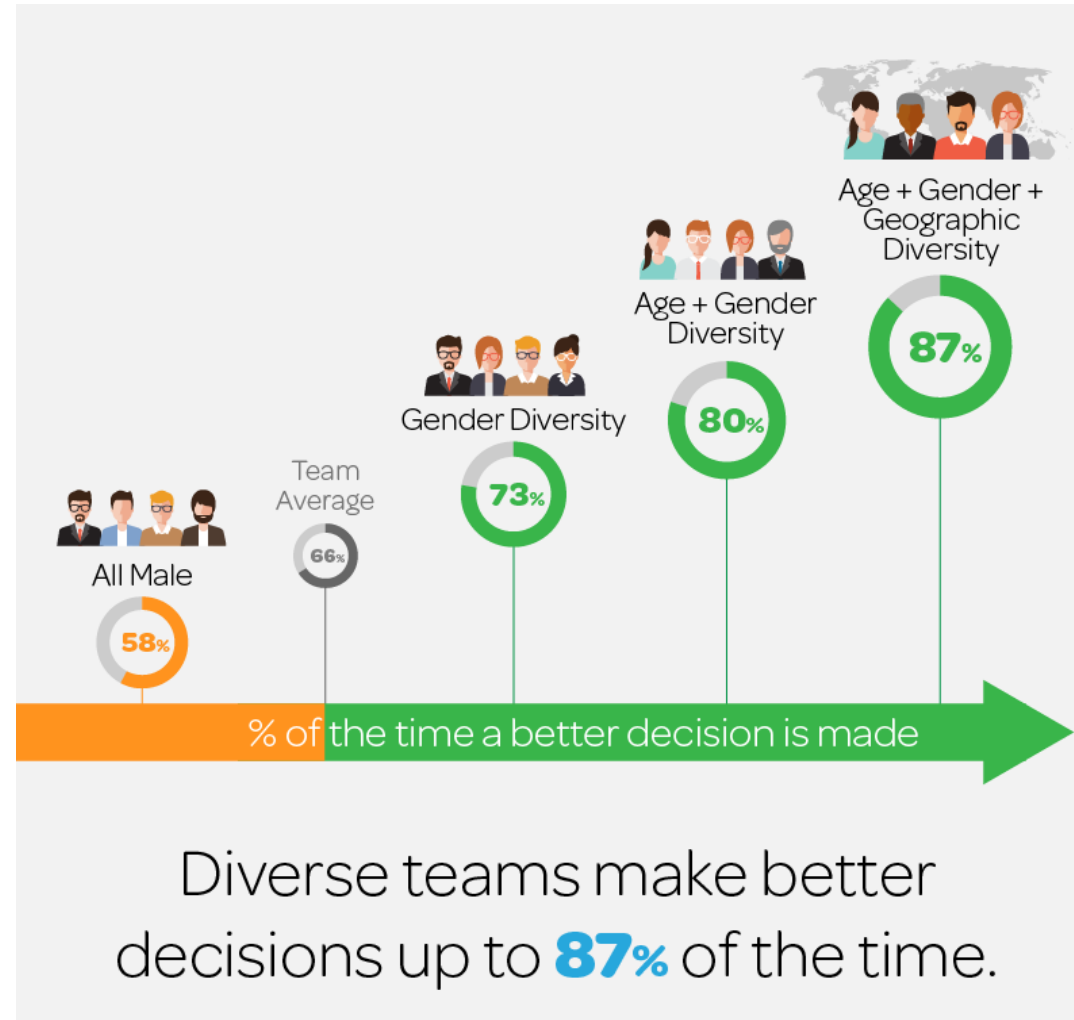 Age + Gender +
Geographic
Diversity
87%
Age + Gender
Diversity
80%
Gender Diversity
73%
Team
Average
66%
All Male
58%
% of the time a better decision is made
Diverse teams make better
decisions up to 87% of the time.